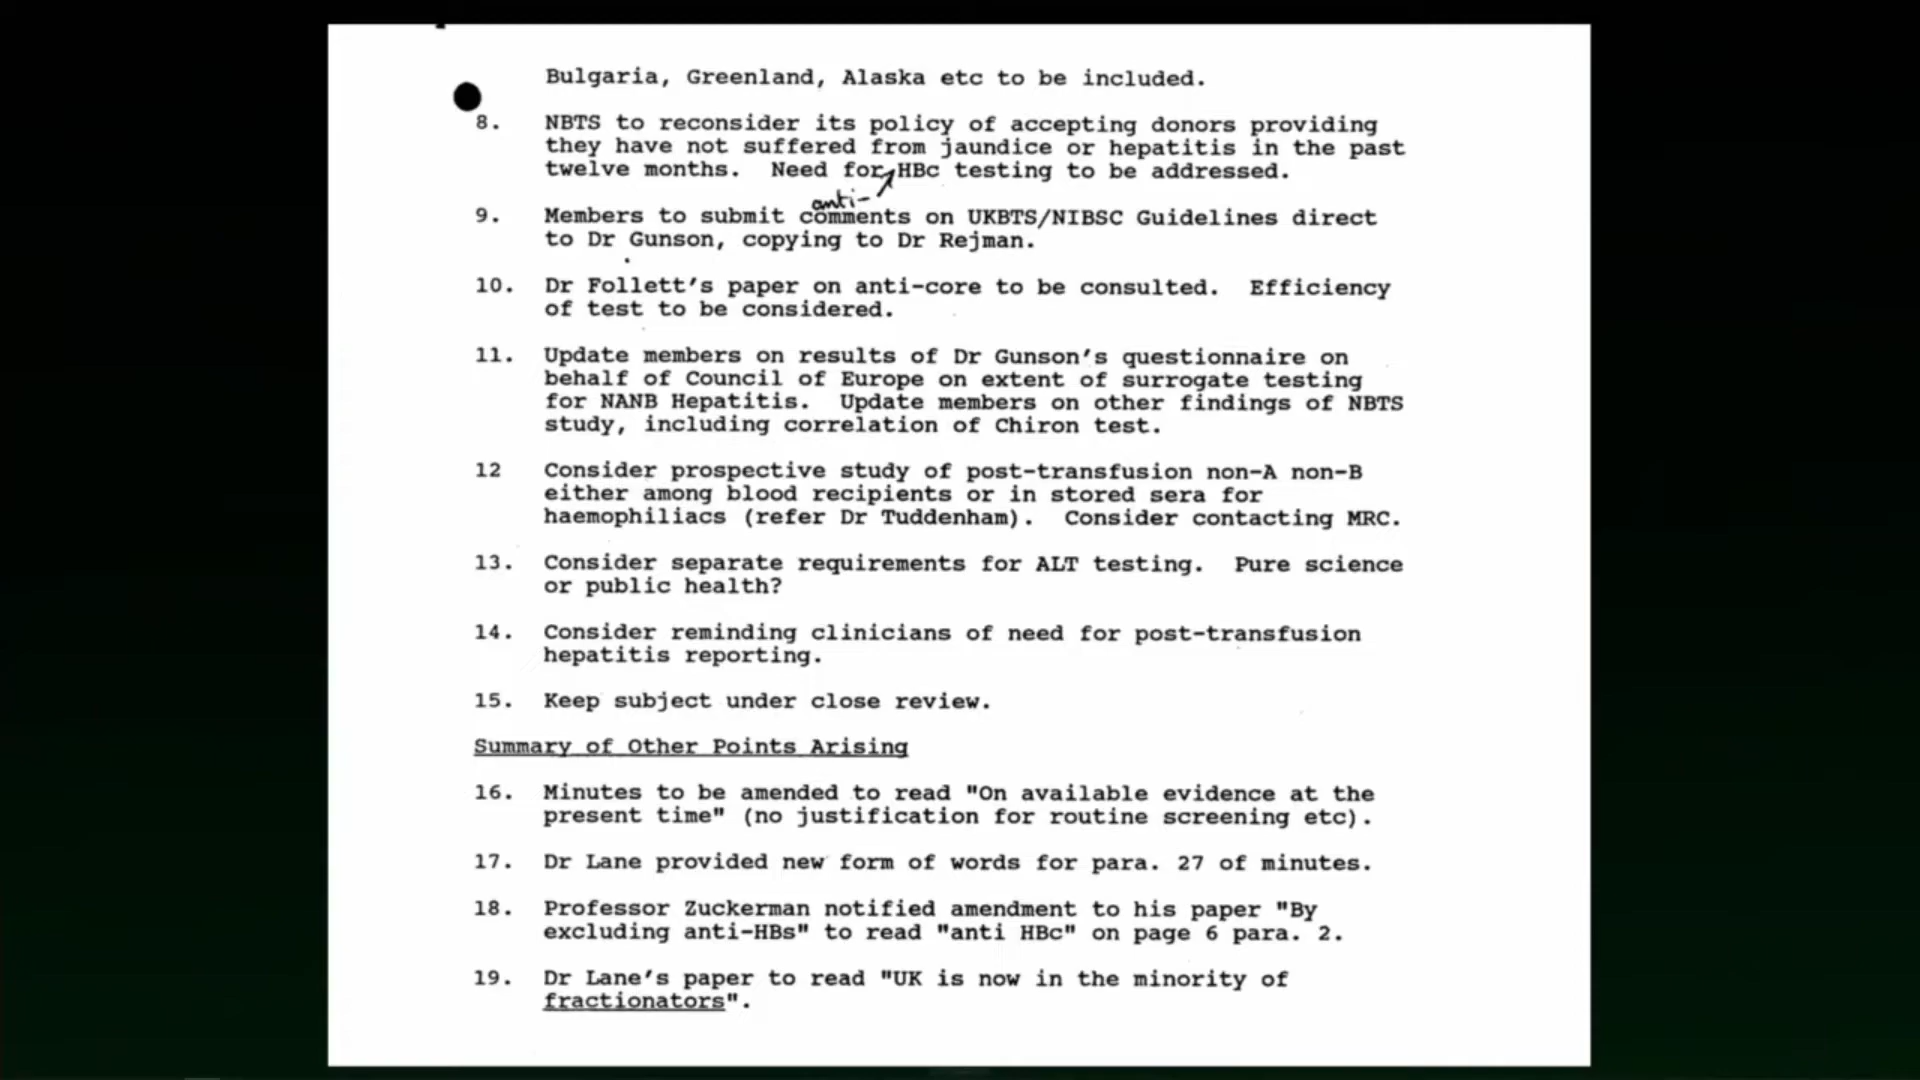 Bulgaria, Greenland, Alaska etc to be included.
8. NBTS to reconsider its policy of accepting donors providing
they have not suffered from jaundice or hepatitis in the past
twelve months. Need for HBc testing to be addressed.
anti-
9. Members to submit comments on UKBTS/NIBSC Guidelines direct
to Dr Gunson, copying to Dr Rejman.
10. Dr Follett's paper on anti-core to be consulted. Efficiency
of test to be considered.
11. Update members on results of Dr Gunson's questionnaire on
behalf of Council of Europe on extent of surrogate testing
for NANB Hepatitis. Update members on other findings of NBTS
study, including correlation of Chiron test.
12 Consider prospective study of post-transfusion non-A non-B
either among blood recipients or in stored sera for
haemophiliacs (refer Dr Tuddenham). Consider contacting MRC.
13. Consider separate requirements for ALT testing. Pure science
or public health?
14. Consider reminding clinicians of need for post-transfusion
hepatitis reporting.
15. Keep subject under close review.
Summary of Other Points Arising
16. Minutes to be amended to read "On available evidence at the
present time" (no justification for routine screening etc).
17. Dr Lane provided new form of words for para. 27 of minutes.
18. Professor Zuckerman notified amendment to his paper "By
excluding anti-HBs" to read "anti HBc" on page 6 para. 2.
19. Dr Lane's paper to read "UK is now in the minority of
fractionators".